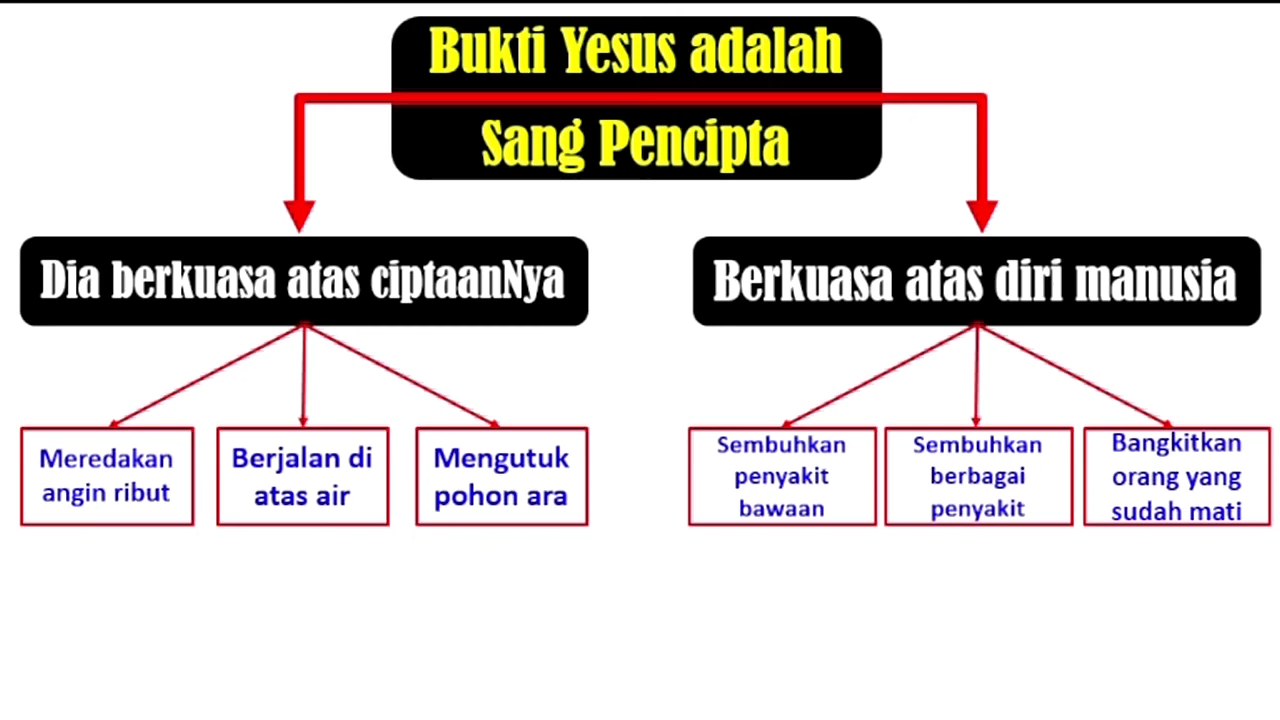 Bukti Yesus adalah
Sang Pencipta
Dia berkuasa atas ciptaanNya
Berkuasa atas diri manusia
Meredakan
angin ribut
Berjalan di
atas air
Mengutuk
pohon ara
Sembuhkan
penyakit
bawaan
Sembuhkan
berbagai
penyakit
Bangkitkan
orang yang
sudah mati